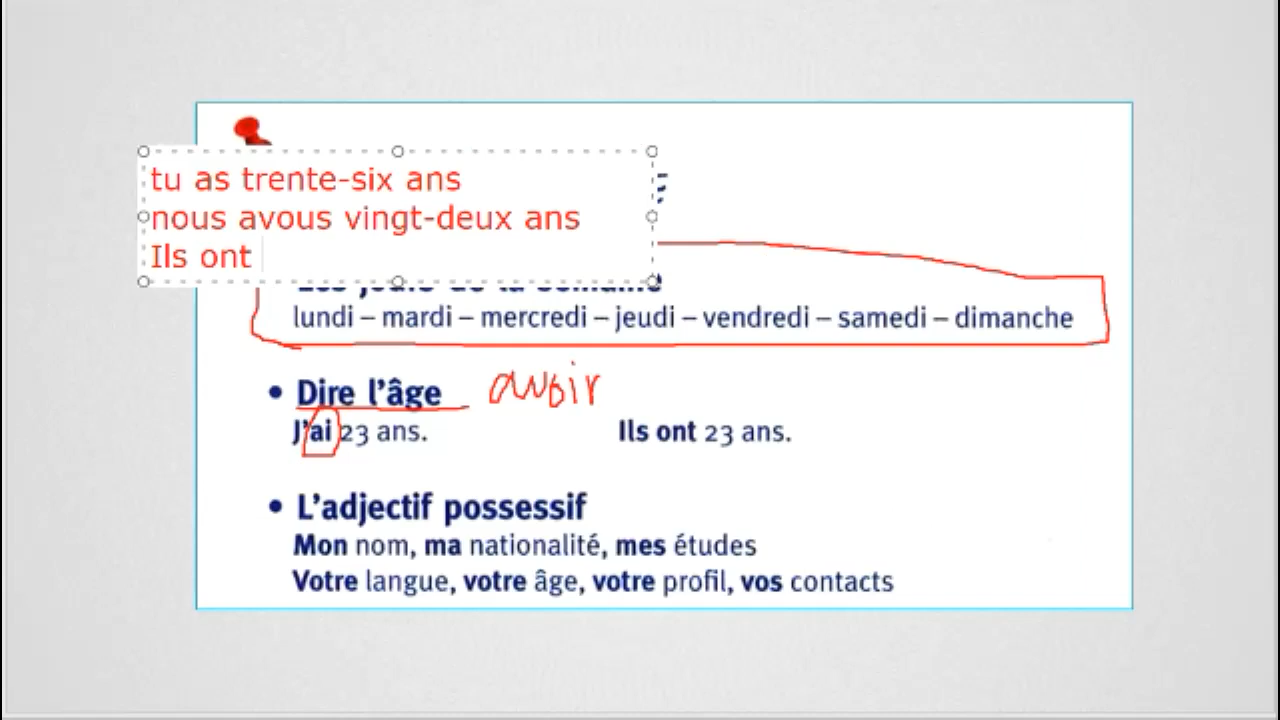 tu as trente-six ans
nous avous vingt-deux ans
Ils ont
lundi – mardi – mercredi – jeudi – vendredi – samedi – dimanche
• Dire l'âge avoir
J'ai 23 ans. Ils ont 23 ans.
• L'adjectif possessif
Mon nom, ma nationalité, mes études
Votre langue, votre âge, votre profil, vos contacts